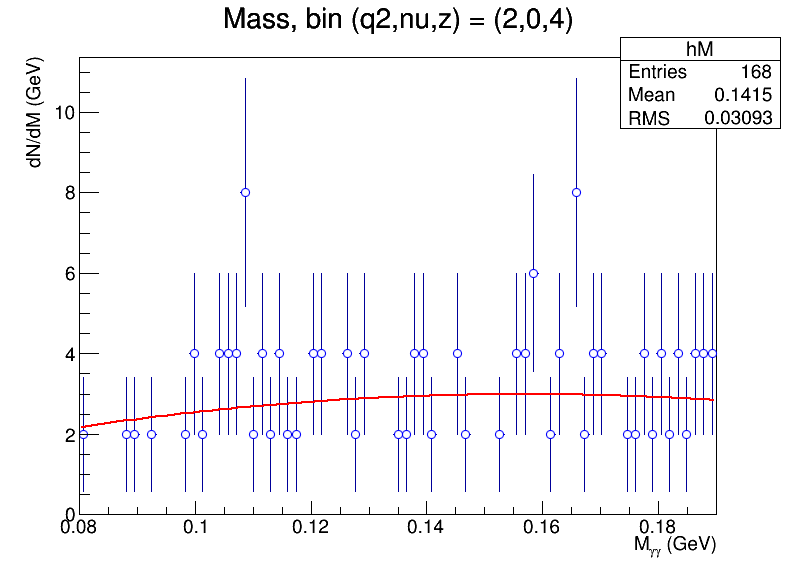 Mass, bin (q2,nu,z) = (2,0,4)
hM
Entries 168
Mean 0.1415
RMS 0.03093
dN/dM (GeV)
10
8
6
4
2
0
0.08 0.1 0.12 0.14 0.16 0.18
Mγγ (GeV)